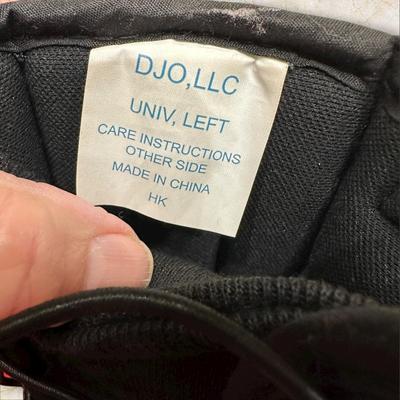 DJO,LLC
UNIV, LEFT
CARE INSTRUCTIONS
OTHER SIDE
MADE IN CHINA
HK